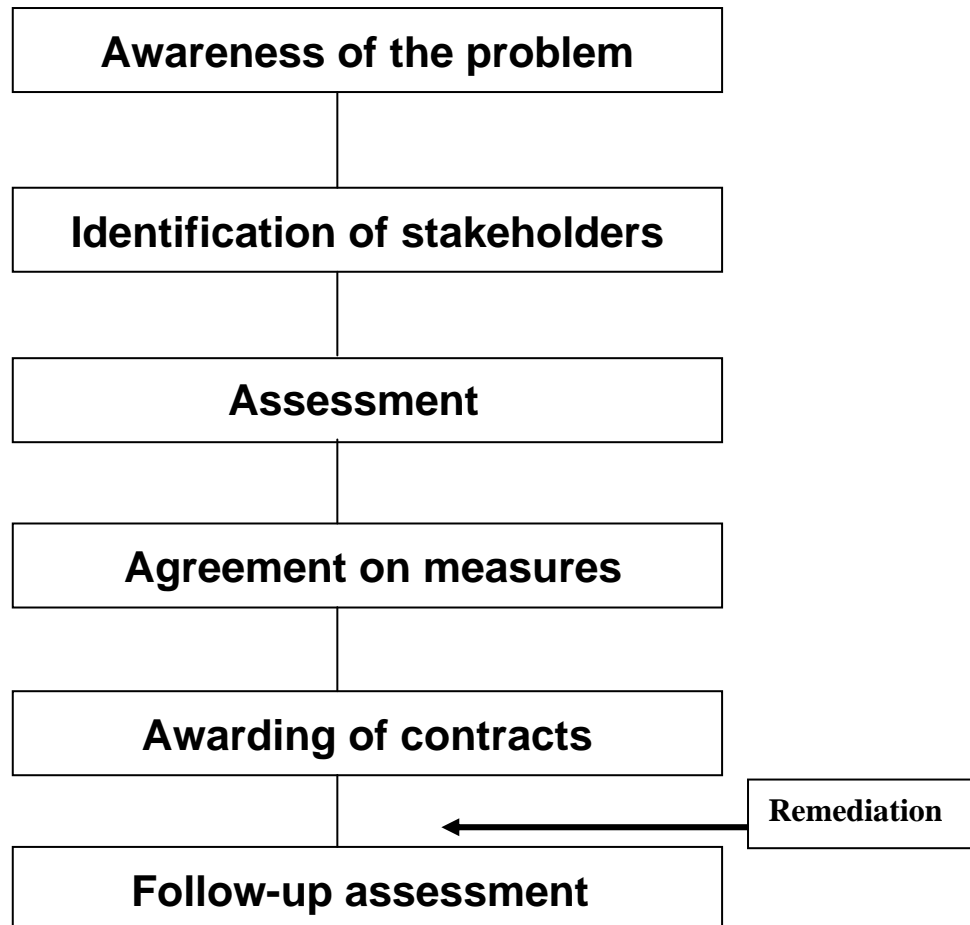 Awareness of the problem
Identification of stakeholders
Assessment
Agreement on measures
Awarding of contracts
Remediation
Follow-up assessment